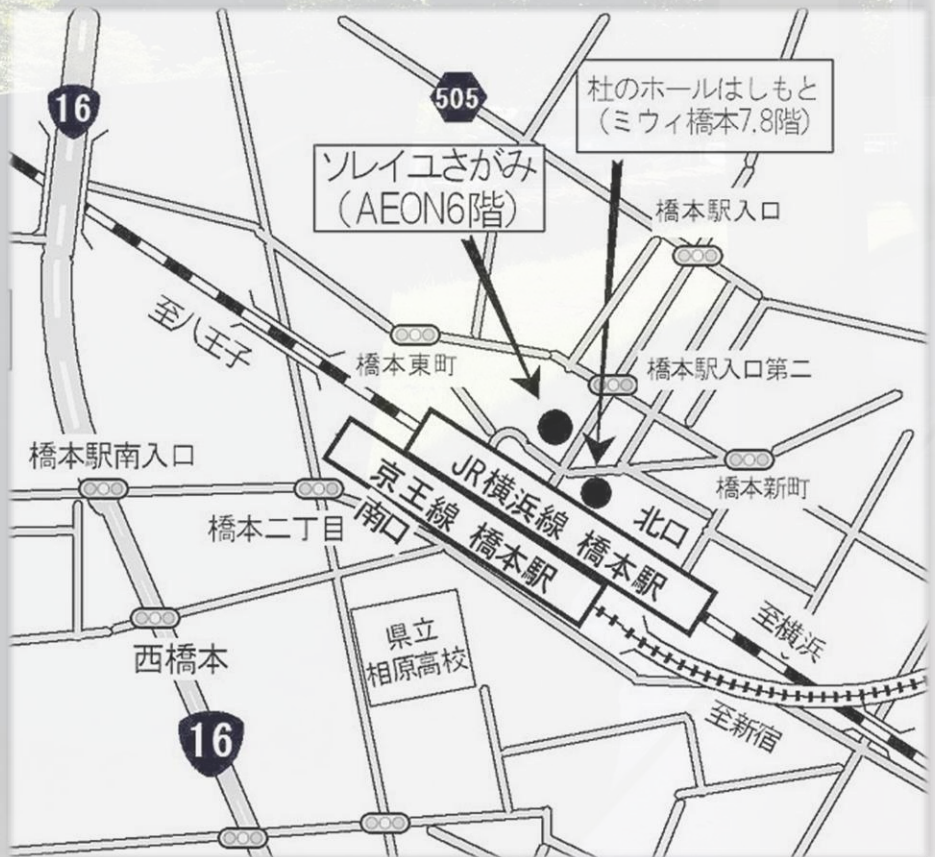 16
505
杜のホールはしもと
（ミウィ橋本7.8階）
ソレイユさがみ
（AEON6階）
橋本駅入口
至八王子
橋本東町
橋本駅入口第二
橋本駅南入口
橋本二丁目
南口
京王線 橋本駅
JR横浜線 橋本駅
北口
橋本新町
西橋本
県立
相原高校
至横浜
至新宿
16